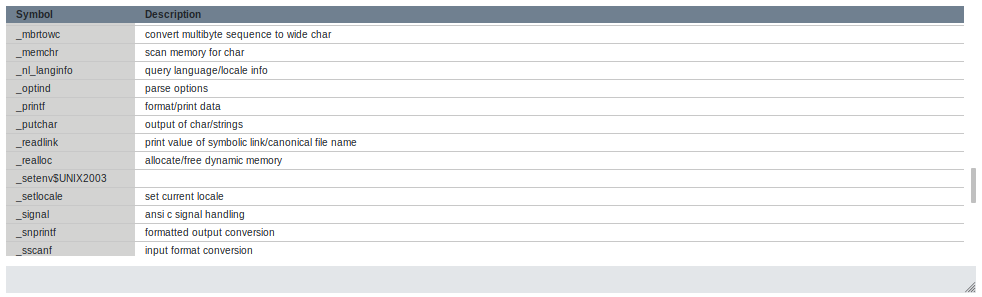 Symbol Description
_mbrtowc convert multibyte sequence to wide char
_memchr scan memory for char
_nl_langinfo query language/locale info
_optind parse options
_printf format/print data
_putchar output of char/strings
_readlink print value of symbolic link/canonical file name
_realloc allocate/free dynamic memory
_setenv$UNIX2003
_setlocale set current locale
_signal ansi c signal handling
_snprintf formatted output conversion
_sscanf input format conversion